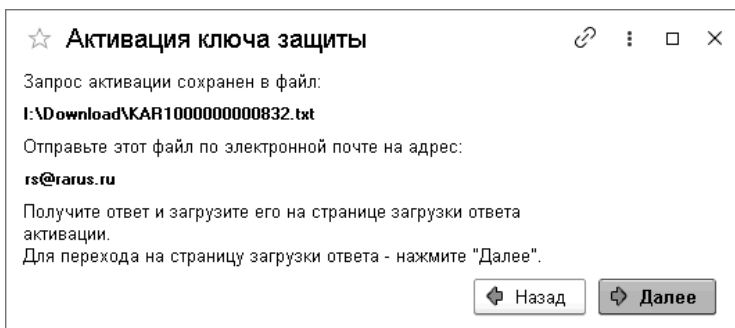 Активация ключа защиты
Запрос активации сохранен в файл:
I:\Download\KAR1000000000832.txt
Отправьте этот файл по электронной почте на адрес:
rs@rarus.ru
Получите ответ и загрузите его на странице загрузки ответа
активации.
Для перехода на страницу загрузки ответа - нажмите "Далее".
Назад
Далее